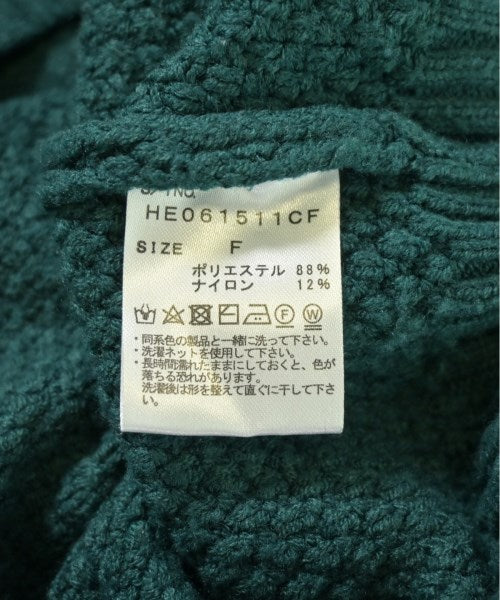 HE061511CF
SIZE F
ポリエステル 88%
ナイロン 12%
・同系色の製品と一緒に洗って下さい。
・洗濯ネットを使用して下さい。
・長時間濡れたままにしておくと、色が
落ちる恐れがあります。
洗濯後は形を整えて直ぐに干して下さ
い。